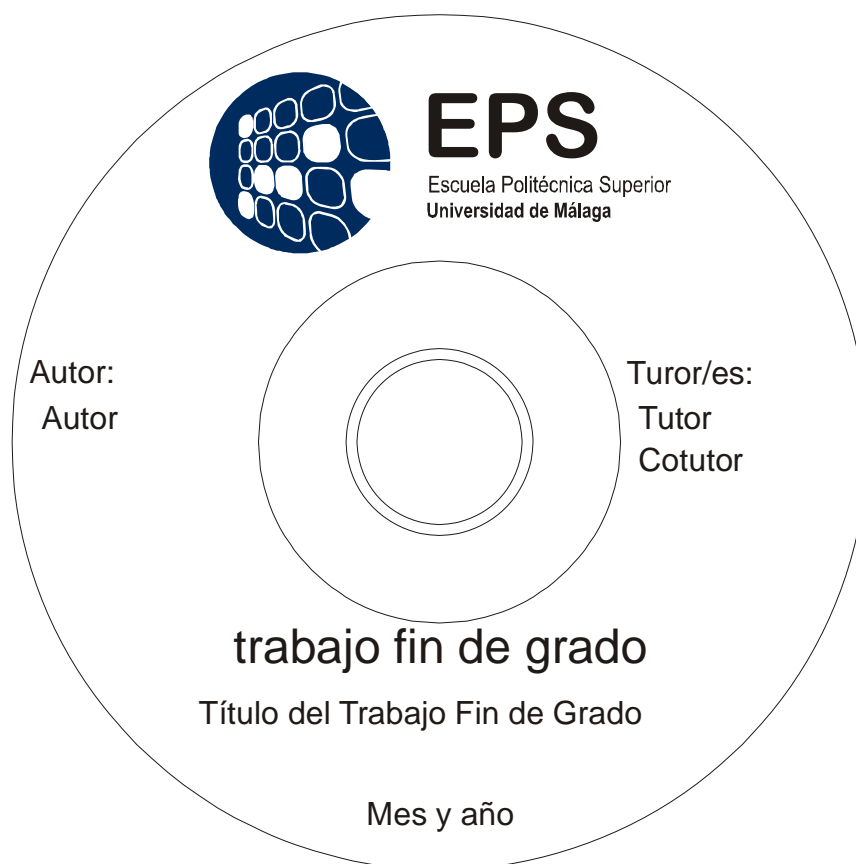 EPS
Escuela Politécnica Superior
Universidad de Málaga
Autor:
Autor
Turor/es:
Tutor
Cotutor
trabajo fin de grado
Título del Trabajo Fin de Grado
Mes y año